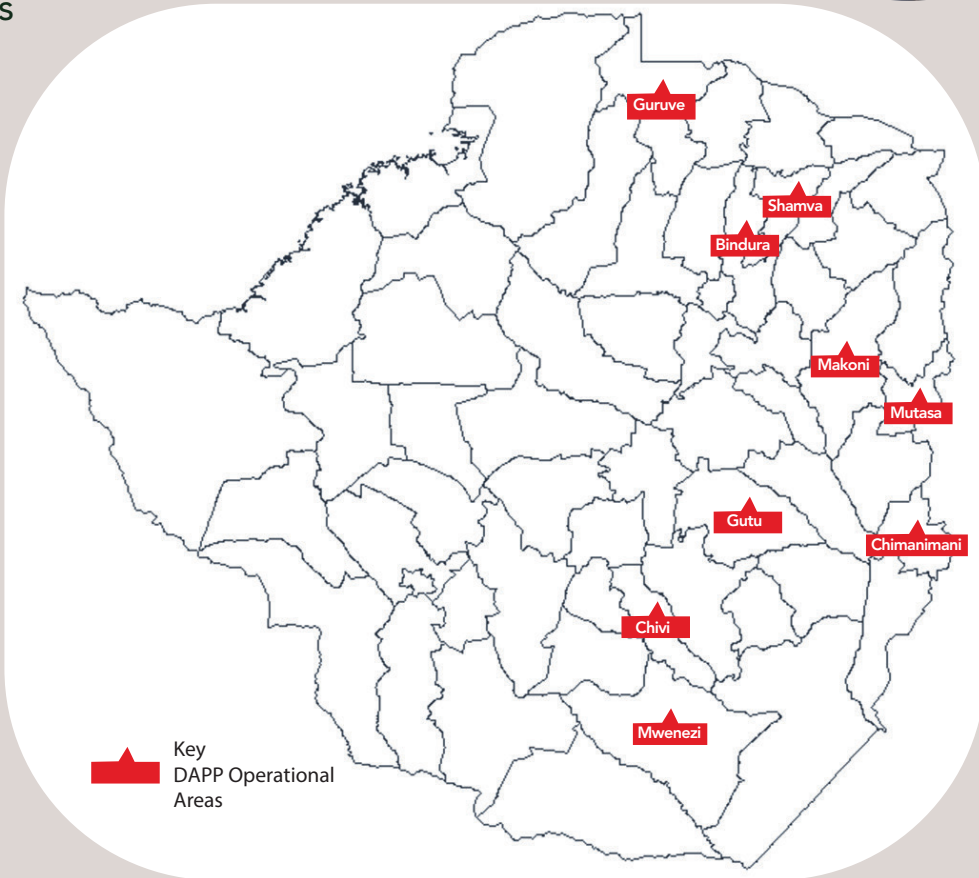 s
Guruve
Shamva
Bindura
Makoni
Mutasa
Gutu
Chimanimani
Chivi
Mwenezi
Key
DAPP Operational
Areas